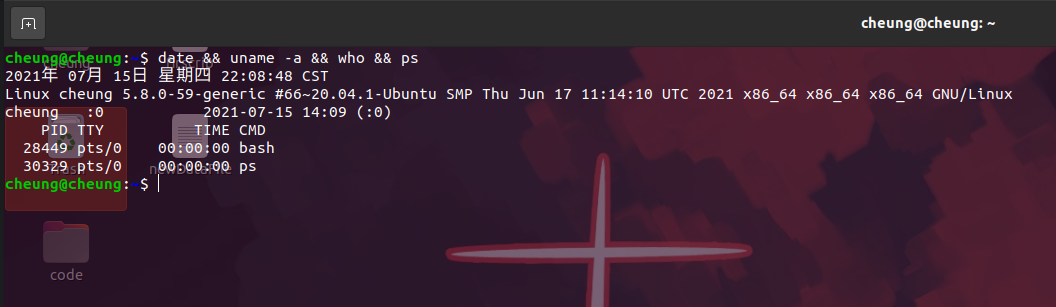 cheung@cheung: ~
cheung@cheung:~$ date && uname -a && who && ps
2021年 07月 15日 星期四 22:08:48 CST
Linux cheung 5.8.0-59-generic #66~20.04.1-Ubuntu SMP Thu Jun 17 11:14:10 UTC 2021 x86_64 x86_64 x86_64 GNU/Linux
cheung   :0           2021-07-15 14:09 (:0)
    PID TTY          TIME CMD
  28449 pts/0    00:00:00 bash
  30329 pts/0    00:00:00 ps
cheung@cheung:~$
code